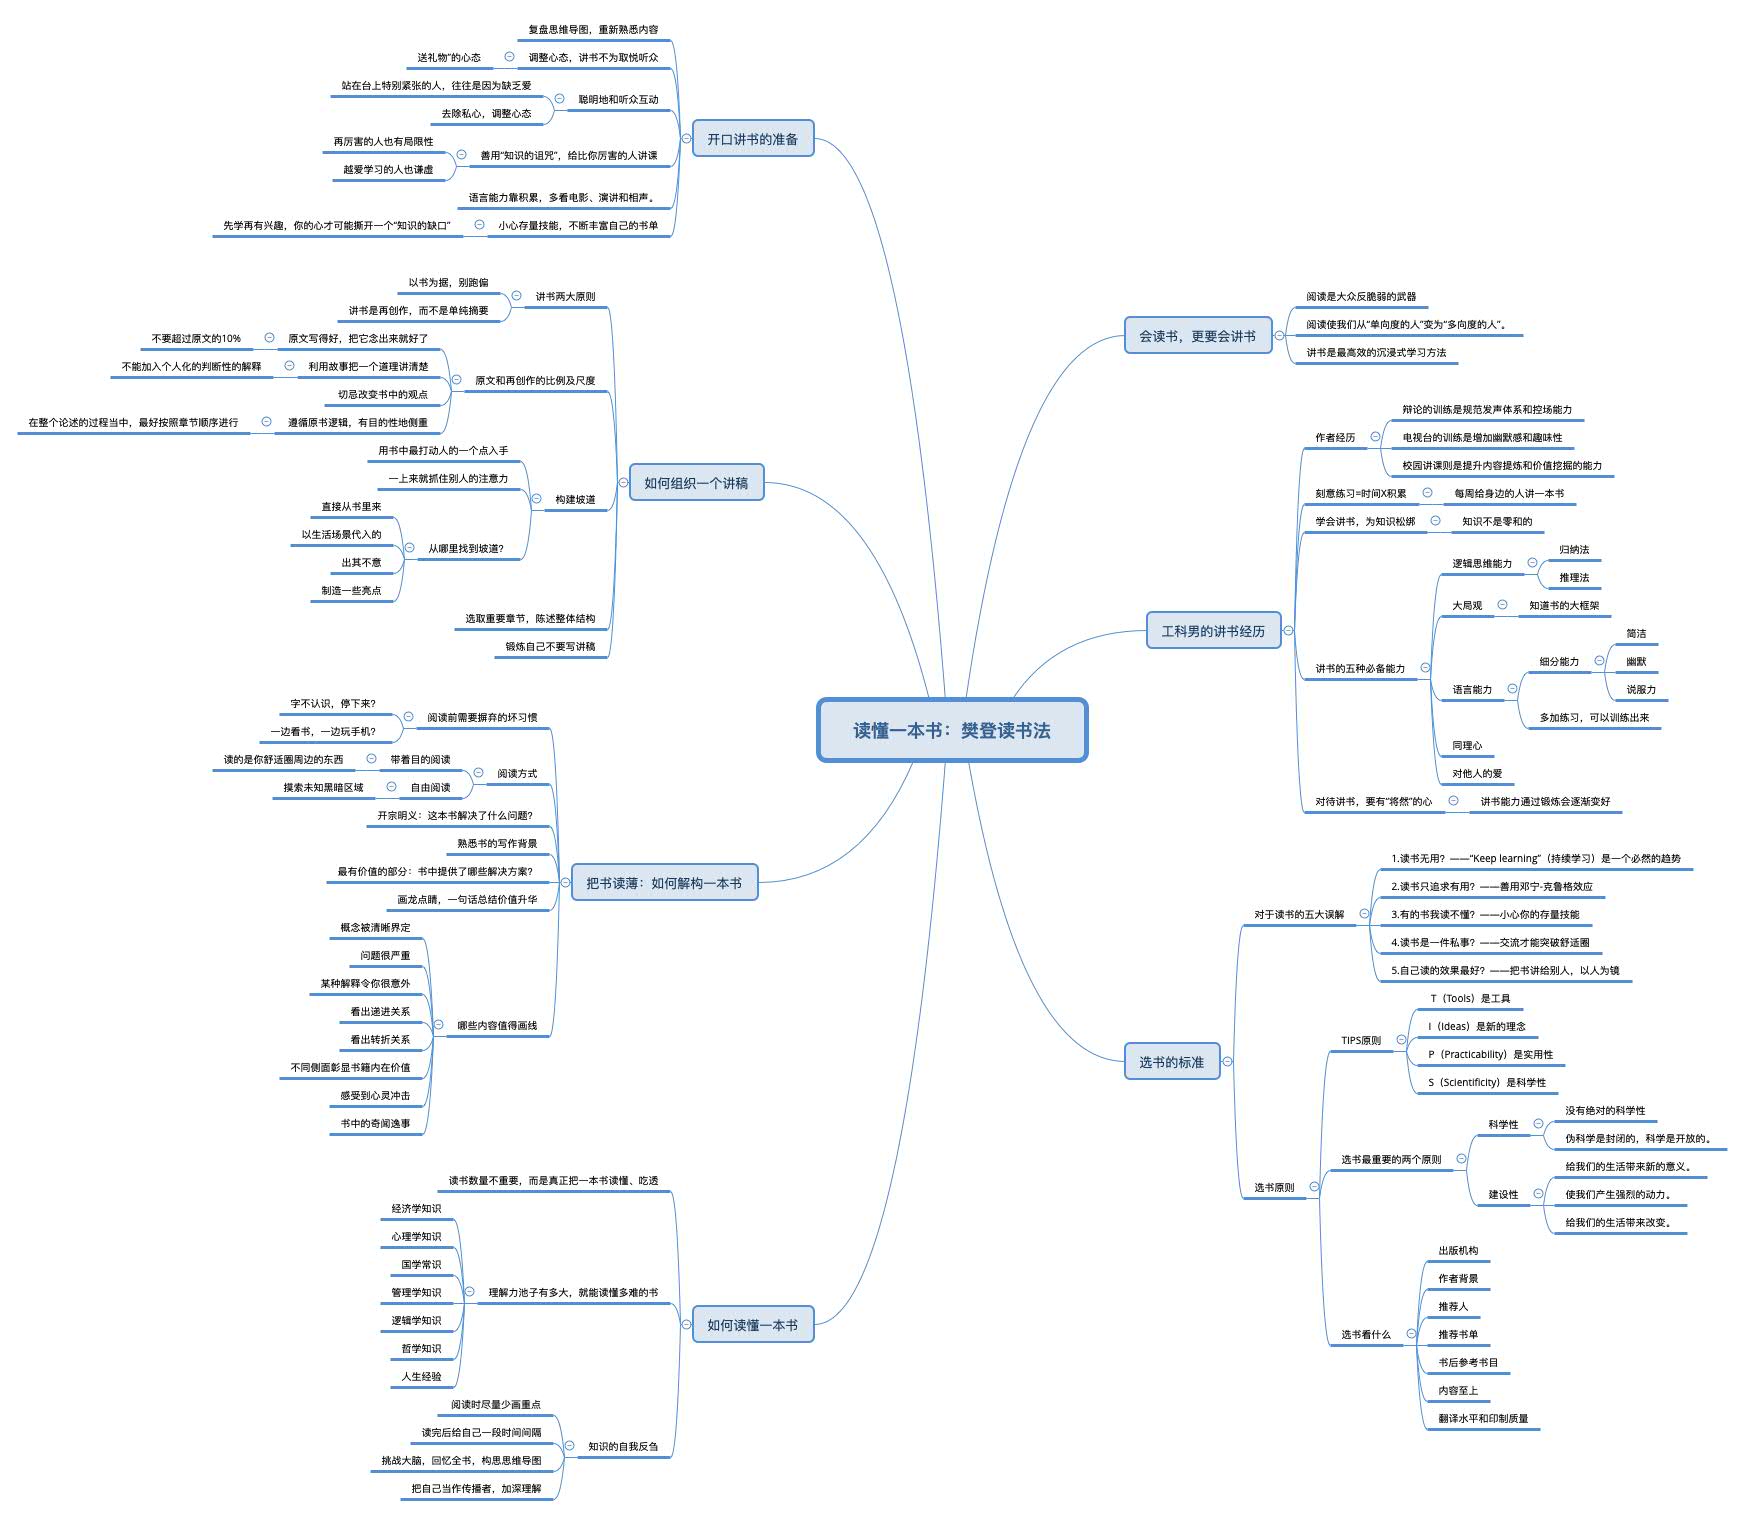 读懂一本书：樊登读书法
会读书，更要会讲书
阅读是大众反脆弱的武器
阅读使我们从“单向度的人”变为“多向度的人”。
讲书是最高效的沉浸式学习方法
工科男的讲书经历
作者经历
辩论的训练是规范发声体系和控场能力
电视台的训练是增加幽默感和趣味性
校园讲课则是提升内容提炼和价值挖掘的能力
刻意练习=时间X积累
每周给身边的人讲一本书
学会讲书，为知识松绑
知识不是零和的
讲书的五种必备能力
逻辑思维能力
归纳法
推理法
大局观
知道书的大框架
语言能力
细分能力
简洁
幽默
说服力
多加练习，可以训练出来
同理心
对他人的爱
对待讲书，要有“将然”的心
讲书能力通过锻炼会逐渐变好
选书的标准
对于读书的五大误解
1.读书无用？——“Keep learning”（持续学习）是一个必然的趋势
2.读书只追求有用？——善用邓宁-克鲁格效应
3.有的书我读不懂？——小心你的存量技能
4.读书是一件私事？——交流才能突破舒适圈
5.自己读的效果最好？——把书讲给别人，以人为镜
选书原则
TIPS原则
T（Tools）是工具
I（Ideas）是新的理念
P（Practicability）是实用性
S（Scientificity）是科学性
选书最重要的两个原则
科学性
没有绝对的科学性
伪科学是封闭的，科学是开放的。
建设性
给我们的生活带来新的意义。
使我们产生强烈的动力。
给我们的生活带来改变。
选书看什么
出版机构
作者背景
推荐人
推荐书单
书后参考书目
内容至上
翻译水平和印制质量
如何读懂一本书
读书数量不重要，而是真正把一本书读懂、吃透
理解力池子有多大，就能读懂多难的书
经济学知识
心理学知识
国学常识
管理学知识
逻辑学知识
哲学知识
人生经验
知识的自我反刍
阅读时尽量少画重点
读完后给自己一段时间间隔
挑战大脑，回忆全书，构思思维导图
把自己当作传播者，加深理解
把书读薄：如何解构一本书
阅读前需要摒弃的坏习惯
字不认识，停下来？
一边看书，一边玩手机？
阅读方式
带着目的阅读
读的是你舒适圈周边的东西
自由阅读
摸索未知黑暗区域
开宗明义：这本书解决了什么问题？
熟悉书的写作背景
最有价值的部分：书中提供了哪些解决方案？
画龙点睛，一句话总结价值升华
哪些内容值得画线
概念被清晰界定
问题很严重
某种解释令你很意外
看出递进关系
看出转折关系
不同侧面彰显书籍内在价值
感受到心灵冲击
书中的奇闻逸事
如何组织一个讲稿
讲书两大原则
以书为据，别跑偏
讲书是再创作，而不是单纯摘要
原文和再创作的比例及尺度
原文写得好，把它念出来就好了
不要超过原文的10%
利用故事把一个道理讲清楚
不能加入个人化的判断性的解释
切忌改变书中的观点
遵循原书逻辑，有目的性地侧重
在整个论述的过程当中，最好按照章节顺序进行
构建坡道
用书中最打动人的一个点入手
一上来就抓住别人的注意力
从哪里找到坡道？
直接从书里来
以生活场景代入的
出其不意
制造一些亮点
选取重要章节，陈述整体结构
锻炼自己不要写讲稿
开口讲书的准备
复盘思维导图，重新熟悉内容
调整心态，讲书不为取悦听众
送礼物”的心态
聪明地和听众互动
站在台上特别紧张的人，往往是因为缺乏爱
去除私心，调整心态
善用“知识的诅咒”，给比你厉害的人讲课
再厉害的人也有局限性
越爱学习的人也谦虚
语言能力靠积累，多看电影、演讲和相声。
小心存量技能，不断丰富自己的书单
先学再有兴趣，你的心才可能撕开一个“知识的缺口”